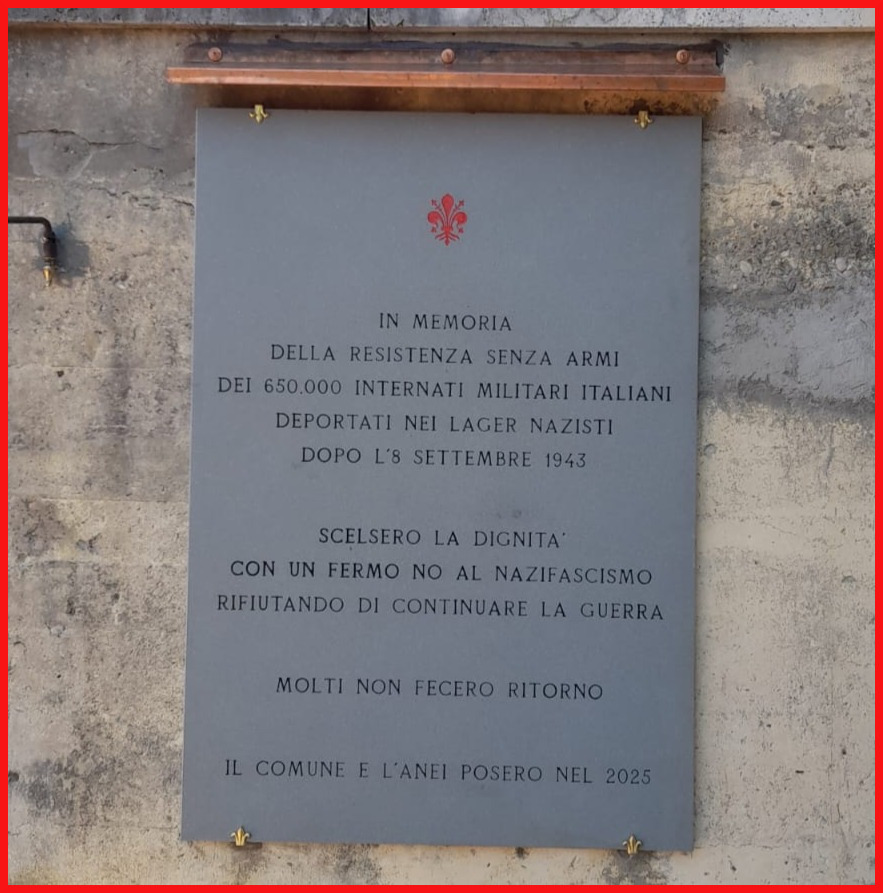 IN MEMORIA
DELLA RESISTENZA SENZA ARMI
DEI 650.000 INTERNATI MILITARI ITALIANI
DEPORTATI NEI LAGER NAZISTI
DOPO L'8 SETTEMBRE 1943
SCELSERO LA DIGNITA'
CON UN FERMO NO AL NAZIFASCISMO
RIFIUTANDO DI CONTINUARE LA GUERRA
MOLTI NON FECERO RITORNO
IL COMUNE E L'ANEI POSERO NEL 2025